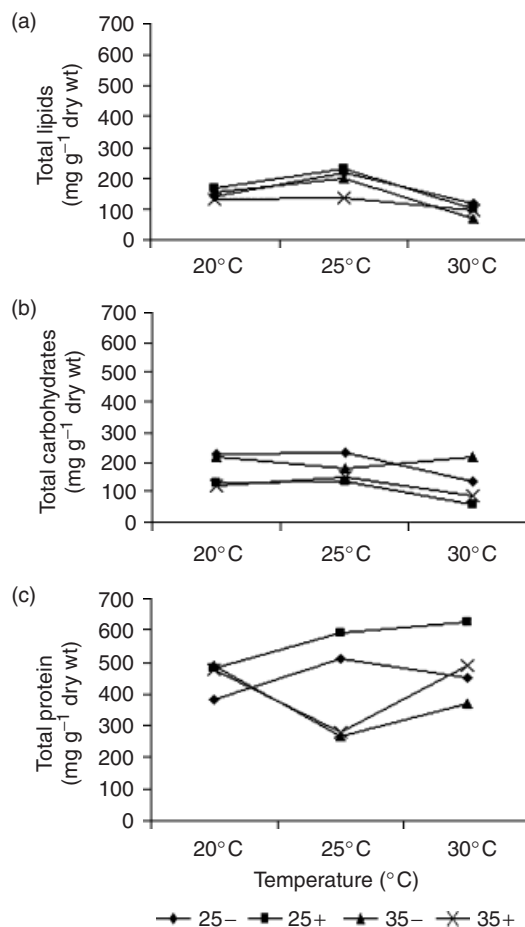 (a)
Total lipids
(mg g⁻¹ dry wt)
700
600
500
400
300
200
100
0
20°C 25°C 30°C
(b)
Total carbohydrates
(mg g⁻¹ dry wt)
700
600
500
400
300
200
100
0
20°C 25°C 30°C
(c)
Total protein
(mg g⁻¹ dry wt)
700
600
500
400
300
200
100
0
20°C 25°C 30°C
Temperature (°C)
25− 25+ 35− 35+